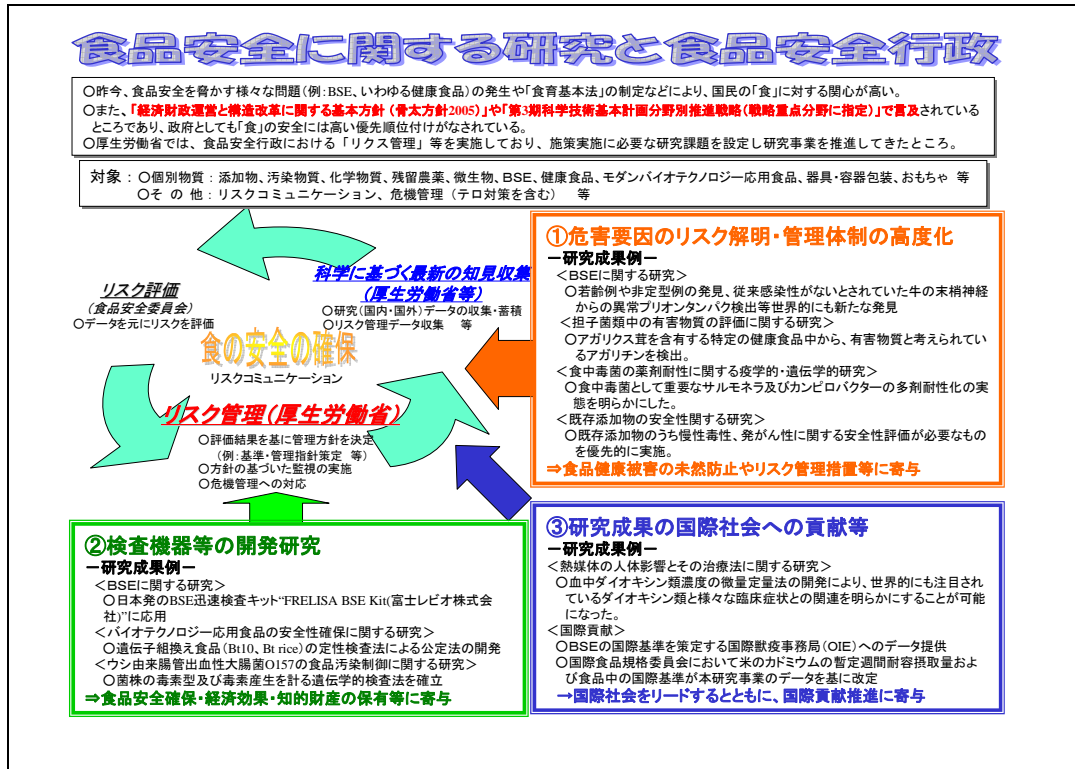 食品安全に関する研究と食品安全行政
○昨今、食品安全を脅かす様々な問題(例:BSE、いわゆる健康食品)の発生や「食育基本法」の制定などにより、国民の「食」に対する関心が高い。
○また、「経済財政運営と構造改革に関する基本方針（骨太方針2005）」や「第3期科学技術基本計画分野別推進戦略(戦略重点分野に指定)」で言及されている
ところであり、政府としても「食」の安全には高い優先順位付けがなされている。
○厚生労働省では、食品安全行政における「リクス管理」等を実施しており、施策実施に必要な研究課題を設定し研究事業を推進してきたところ。
対象：○個別物質：添加物、汚染物質、化学物質、残留農薬、微生物、BSE、健康食品、モダンバイオテクノロジー応用食品、器具・容器包装、おもちゃ 等
○そ の 他：リスクコミュニケーション、危機管理（テロ対策を含む） 等
科学に基づく最新の知見収集
(厚生労働省等)
○研究(国内・国外)データの収集・蓄積
○リスク管理データ収集 等
リスク評価
(食品安全委員会)
○データを元にリスクを評価
食の安全の確保
リスクコミュニケーション
リスク管理(厚生労働省)
○評価結果を基に管理方針を決定
(例：基準・管理指針策定 等)
○方針の基づいた監視の実施
○危機管理への対応
①危害要因のリスク解明・管理体制の高度化
－研究成果例－
＜BSEに関する研究＞
○若齢例や非定型例の発見、従来感染性がないとされていた牛の末梢神経
からの異常プリオンタンパク検出等世界的にも新たな発見
＜担子菌類中の有害物質の評価に関する研究＞
○アガリクス茸を含有する特定の健康食品中から、有害物質と考えられてい
るアガリチンを検出。
＜食中毒菌の薬剤耐性に関する疫学的・遺伝学的研究＞
○食中毒菌として重要なサルモネラ及びカンピロバクターの多剤耐性化の実
態を明らかにした。
＜既存添加物の安全性関する研究＞
○既存添加物のうち慢性毒性、発がん性に関する安全性評価が必要なもの
を優先的に実施。
⇒食品健康被害の未然防止やリスク管理措置等に寄与
②検査機器等の開発研究
－研究成果例－
＜BSEに関する研究＞
○日本発のBSE迅速検査キット“FRELISA BSE Kit(富士レビオ株式会
社)”に応用
＜バイオテクノロジー応用食品の安全性確保に関する研究＞
○遺伝子組換え食品（Bt10、Bt rice）の定性検査法による公定法の開発
＜ウシ由来腸管出血性大腸菌O157の食品汚染制御に関する研究＞
○菌株の毒素型及び毒素産生を計る遺伝学的検査法を確立
⇒食品安全確保・経済効果・知的財産の保有等に寄与
③研究成果の国際社会への貢献等
－研究成果例－
＜熱媒体の人体影響とその治療法に関する研究＞
○血中ダイオキシン類濃度の微量定量法の開発により、世界的にも注目され
ているダイオキシン類と様々な臨床症状との関連を明らかにすることが可能
になった。
＜国際貢献＞
○BSEの国際基準を策定する国際獣疫事務局(OIE)へのデータ提供
○国際食品規格委員会において米のカドミウムの暫定週間耐容摂取量およ
び食品中の国際基準が本研究事業のデータを基に改定
→国際社会をリードするとともに、国際貢献推進に寄与